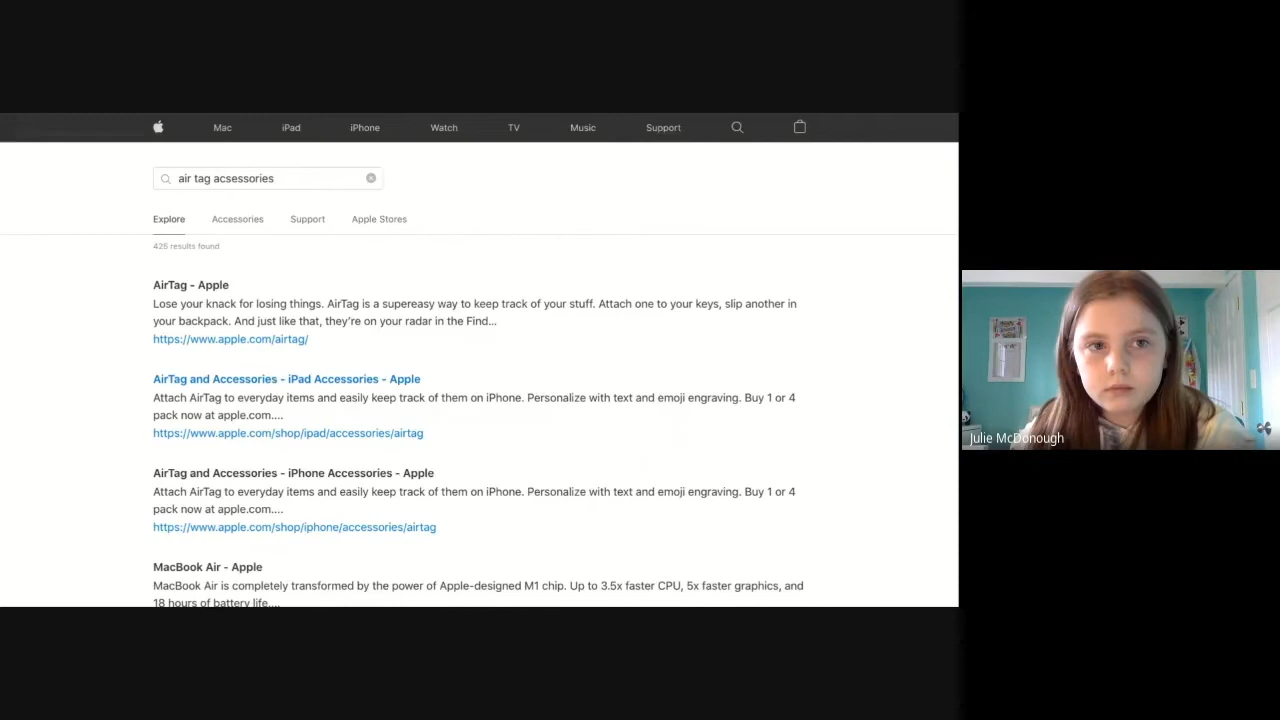 Mac iPad iPhone Watch TV Music Support
air tag acsessories
Explore Accessories Support Apple Stores
426 results found
AirTag - Apple
Lose your knack for losing things. AirTag is a supereasy way to keep track of your stuff. Attach one to your keys, slip another in
your backpack. And just like that, they're on your radar in the Find...
https://www.apple.com/airtag/
AirTag and Accessories - iPad Accessories - Apple
Attach AirTag to everyday items and easily keep track of them on iPhone. Personalize with text and emoji engraving. Buy 1 or 4
pack now at apple.com....
https://www.apple.com/shop/ipad/accessories/airtag
AirTag and Accessories - iPhone Accessories - Apple
Attach AirTag to everyday items and easily keep track of them on iPhone. Personalize with text and emoji engraving. Buy 1 or 4
pack now at apple.com....
https://www.apple.com/shop/iphone/accessories/airtag
MacBook Air - Apple
MacBook Air is completely transformed by the power of Apple-designed M1 chip. Up to 3.5x faster CPU, 5x faster graphics, and
18 hours of battery life....
Julie McDonough